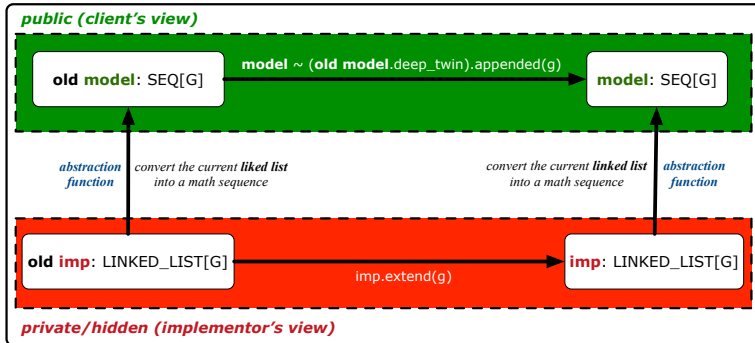 public (client's view)
model ~ (old model.deep_twin).appended(g)
old model: SEQ[G]
model: SEQ[G]
abstraction
function
convert the current liked list
into a math sequence
convert the current linked list
into a math sequence
abstraction
function
old imp: LINKED_LIST[G]
imp: LINKED_LIST[G]
imp.extend(g)
private/hidden (implementor's view)